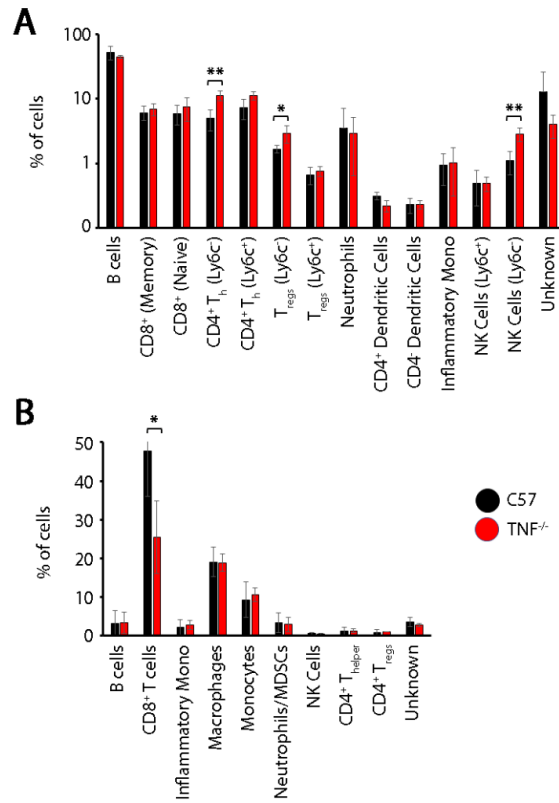 A
% of cells
100
10
1
0
**
*
**
B cells
CD8⁺ (Memory)
CD8⁺ (Naive)
CD4⁺ Tₕ (Ly6c⁻)
CD4⁺ Tₕ (Ly6c⁺)
Tregs (Ly6c⁻)
Tregs (Ly6c⁺)
Neutrophils
CD4⁺ Dendritic Cells
CD4⁻ Dendritic Cells
Inflammatory Mono
NK Cells (Ly6c⁺)
NK Cells (Ly6c⁻)
Unknown
B
% of cells
50
40
30
20
10
0
*
B cells
CD8⁺ T cells
Inflammatory Mono
Macrophages
Monocytes
Neutrophils/MDSCs
NK Cells
CD4⁺ Thelper
CD4⁺ Tregs
Unknown
C57
TNF⁻/⁻